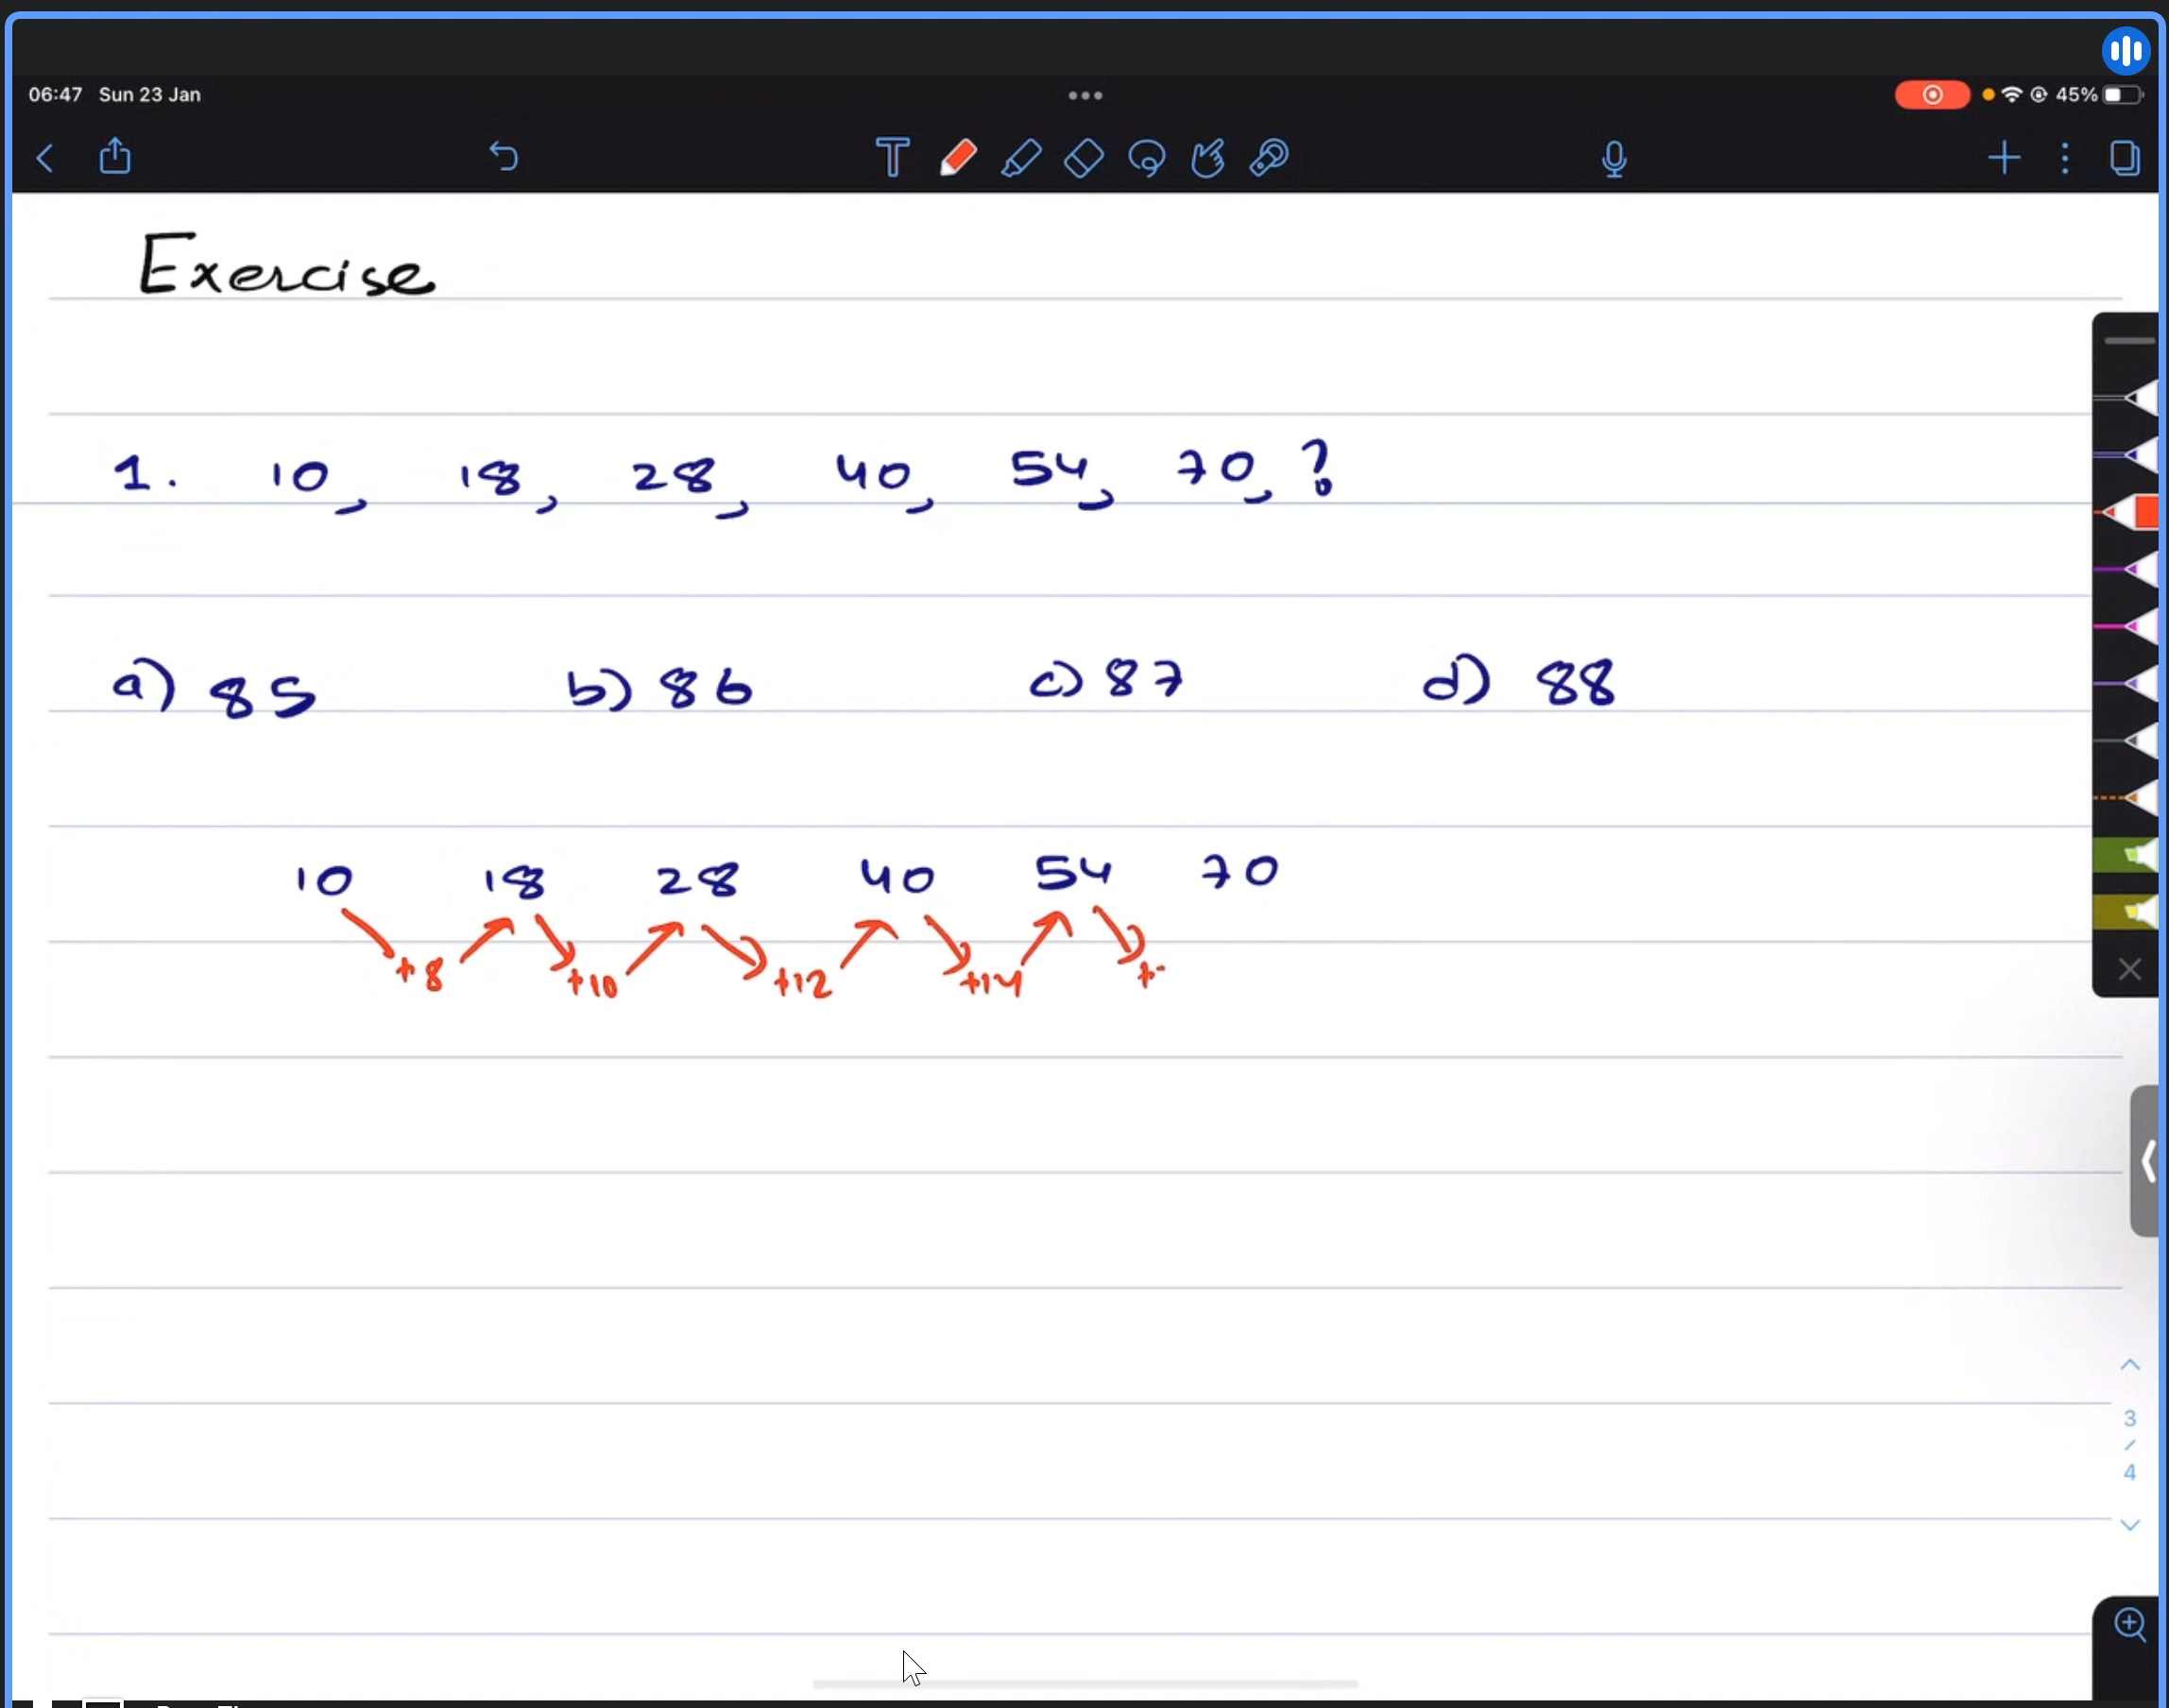 06:47 Sun 23 Jan
45%
Exercise
1. 10, 18, 28, 40, 54, 70, ?
a) 85 b) 86 c) 87 d) 88
10 18 28 40 54 70
+8 +10 +12 +14 +-
3
/
4